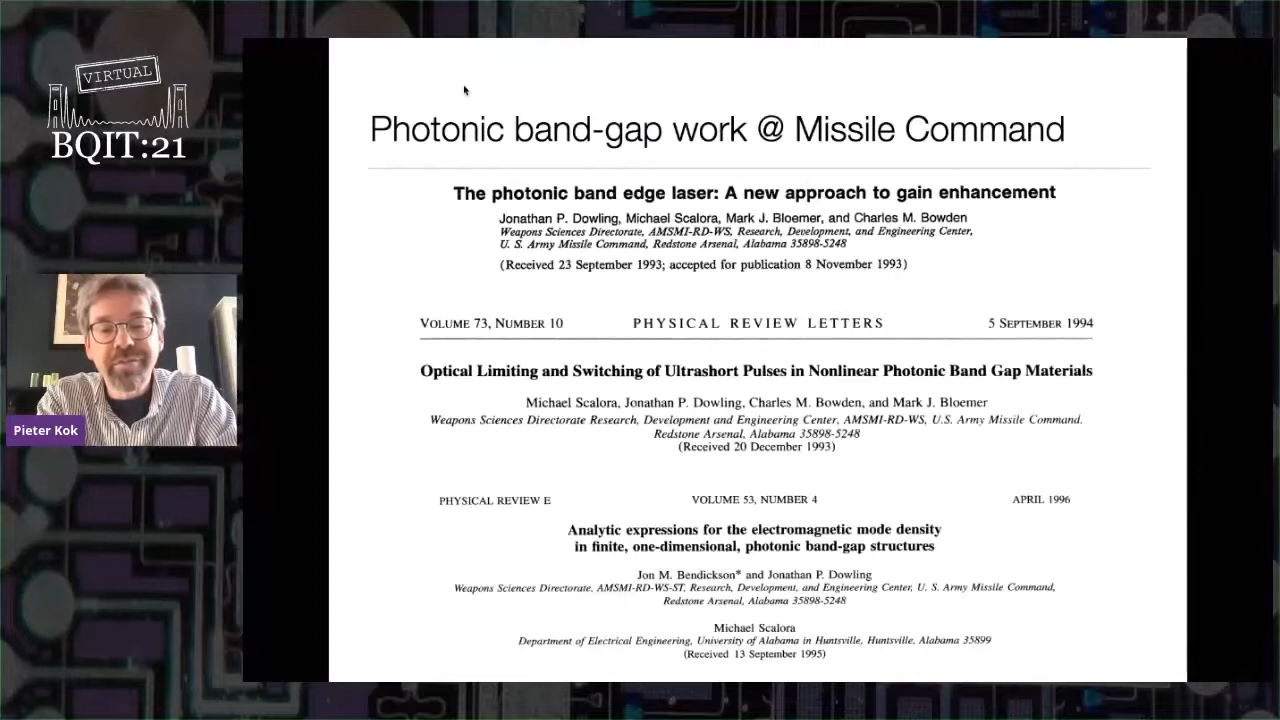 VIRTUAL
BQIT:21
Pieter Kok
Photonic band-gap work @ Missile Command
The photonic band edge laser: A new approach to gain enhancement
Jonathan P. Dowling, Michael Scalora, Mark J. Bloemer, and Charles M. Bowden
Weapons Sciences Directorate, AMSMI-RD-WS, Research, Development, and Engineering Center,
U. S. Army Missile Command, Redstone Arsenal, Alabama 35898-5248
(Received 23 September 1993; accepted for publication 8 November 1993)
VOLUME 73, NUMBER 10 PHYSICAL REVIEW LETTERS 5 SEPTEMBER 1994
Optical Limiting and Switching of Ultrashort Pulses in Nonlinear Photonic Band Gap Materials
Michael Scalora, Jonathan P. Dowling, Charles M. Bowden, and Mark J. Bloemer
Weapons Sciences Directorate Research, Development and Engineering Center, AMSMI-RD-WS, U.S. Army Missile Command,
Redstone Arsenal, Alabama 35898-5248
(Received 20 December 1993)
PHYSICAL REVIEW E VOLUME 53, NUMBER 4 APRIL 1996
Analytic expressions for the electromagnetic mode density
in finite, one-dimensional, photonic band-gap structures
Jon M. Bendickson* and Jonathan P. Dowling
Weapons Sciences Directorate, AMSMI-RD-WS-ST, Research, Development, and Engineering Center, U. S. Army Missile Command,
Redstone Arsenal, Alabama 35898-5248
Michael Scalora
Department of Electrical Engineering, University of Alabama in Huntsville, Huntsville, Alabama 35899
(Received 13 September 1995)